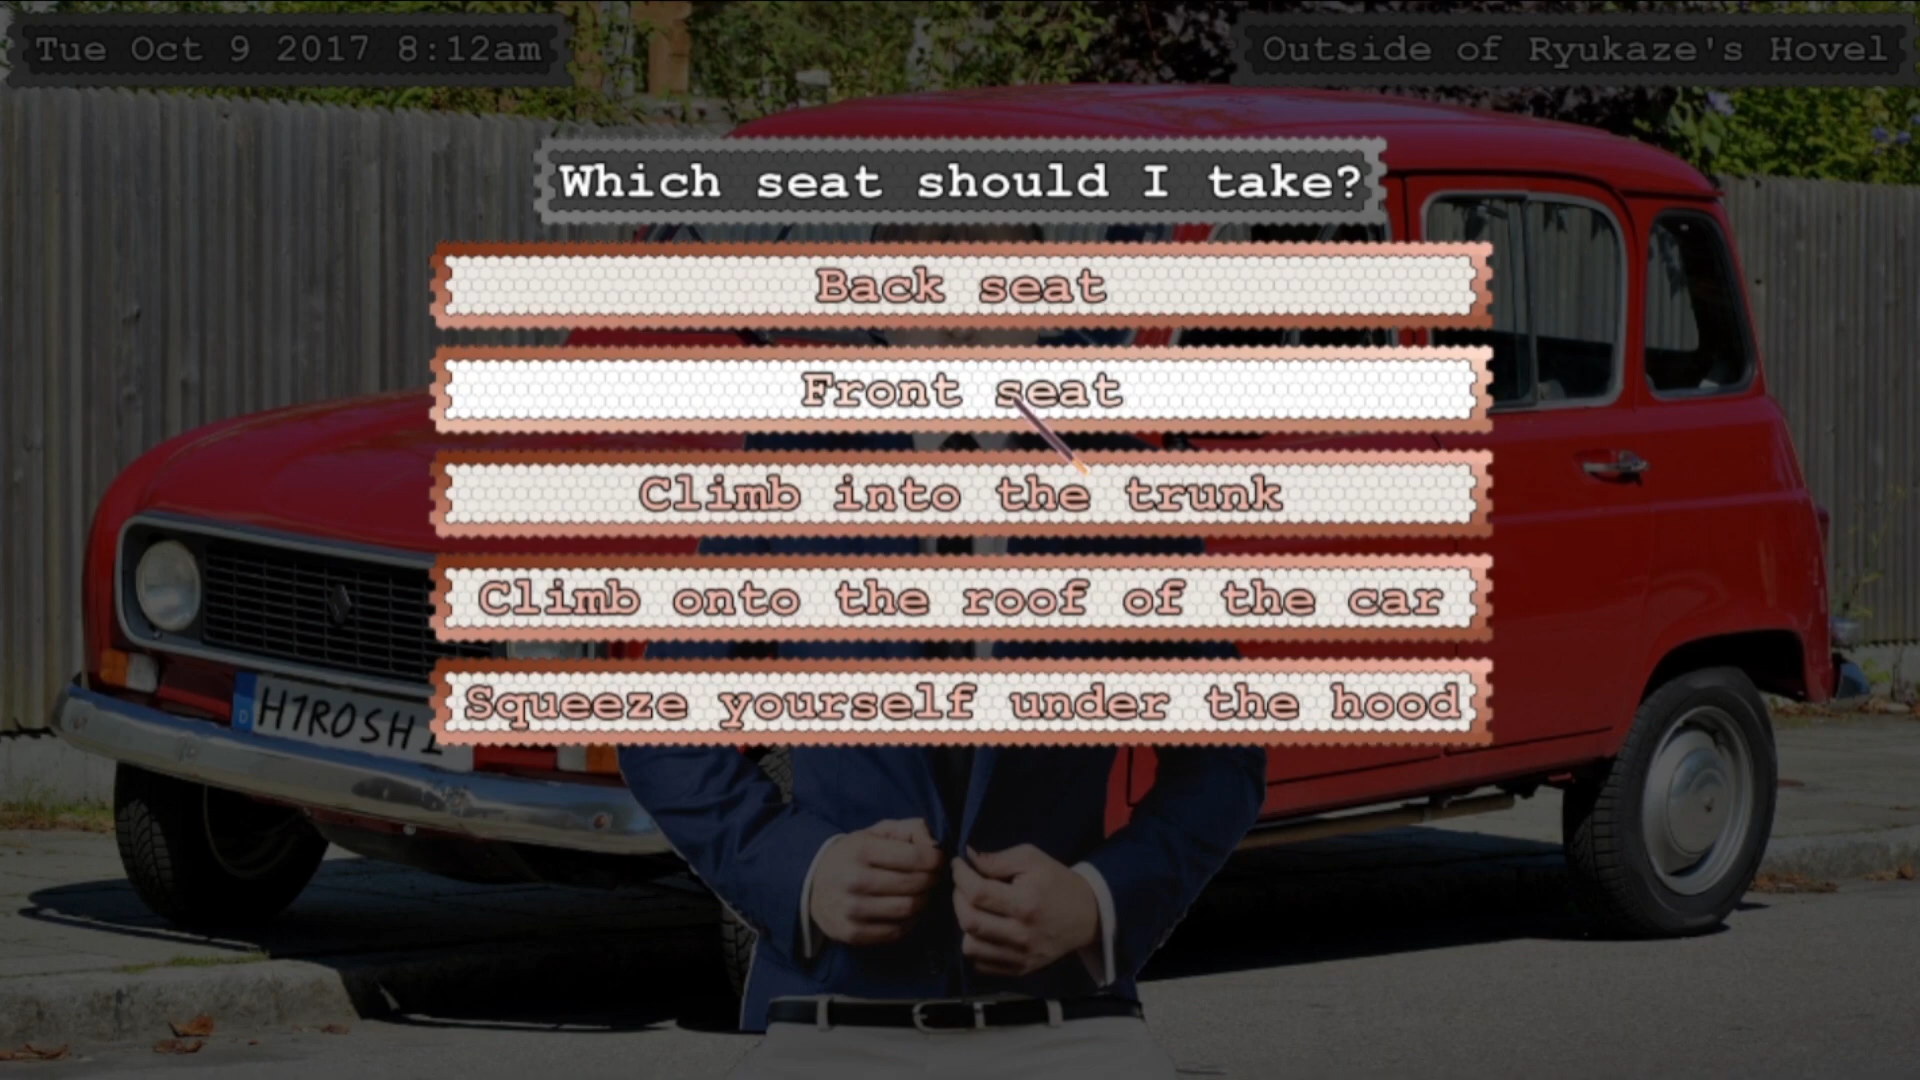 Tue Oct 9 2017 8:12am
Outside of Ryukaze's Hovel
Which seat should I take?
Back seat
Front seat
Climb into the trunk
Climb onto the roof of the car
Squeeze yourself under the hood
D
H1ROSHI